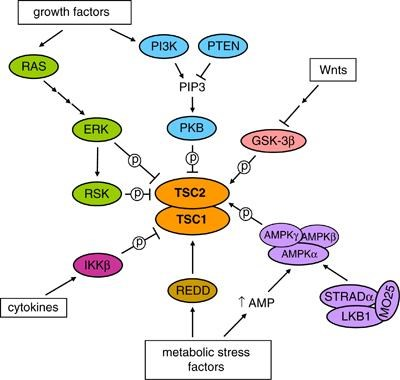 growth factors
PI3K
PTEN
RAS
PIP3
Wnts
ERK
PKB
GSK-3β
p
p
p
RSK
p
TSC2
TSC1
p
p
AMPKγ
AMPKβ
AMPKα
IKKβ
REDD
↑ AMP
STRADα
LKB1
MO25
cytokines
metabolic stress
factors